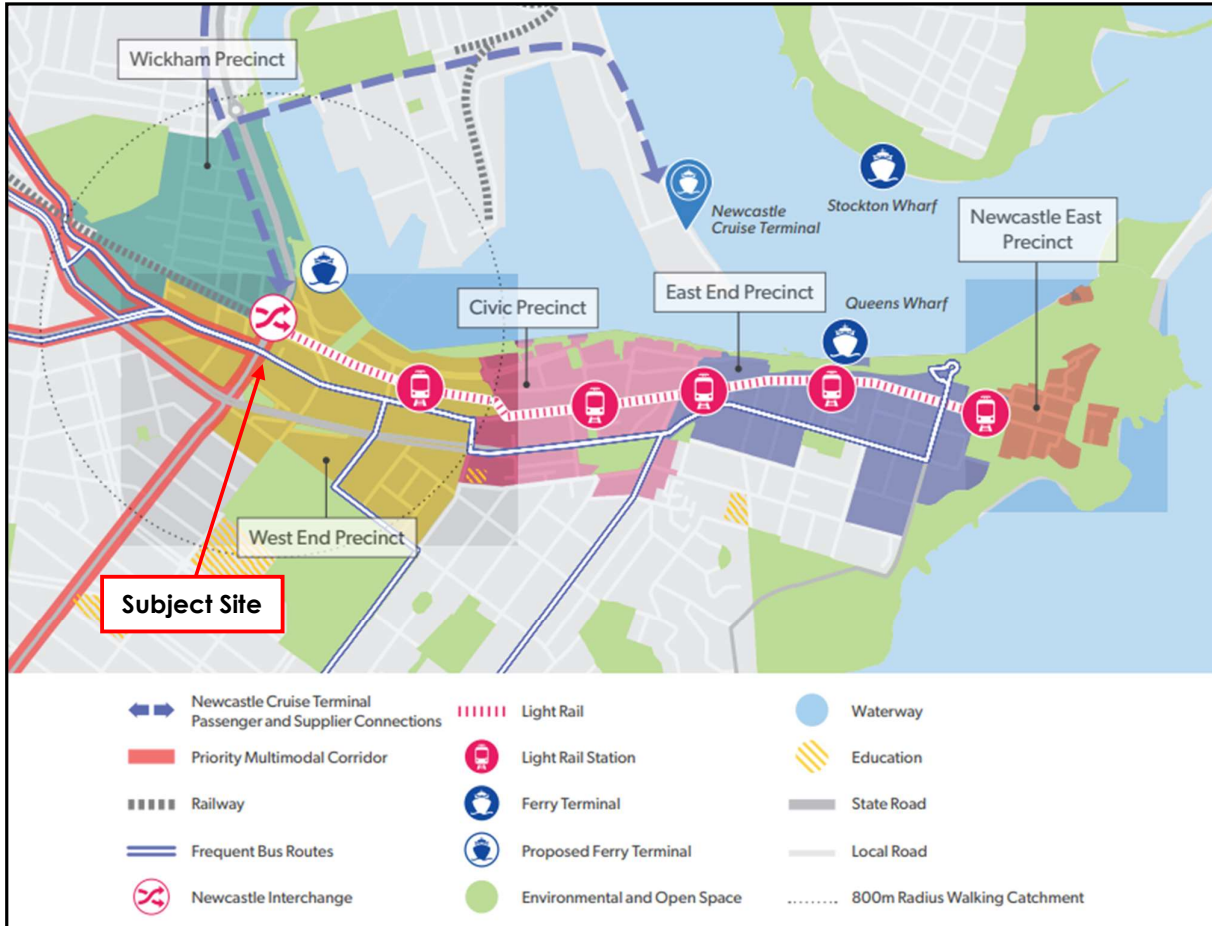 Wickham Precinct
Newcastle
Cruise Terminal
Stockton Wharf
Newcastle East
Precinct
Civic Precinct
East End Precinct
Queens Wharf
West End Precinct
Subject Site
Newcastle Cruise Terminal
Passenger and Supplier Connections
Light Rail
Waterway
Priority Multimodal Corridor
Light Rail Station
Education
Railway
Ferry Terminal
State Road
Frequent Bus Routes
Proposed Ferry Terminal
Local Road
Newcastle Interchange
Environmental and Open Space
800m Radius Walking Catchment